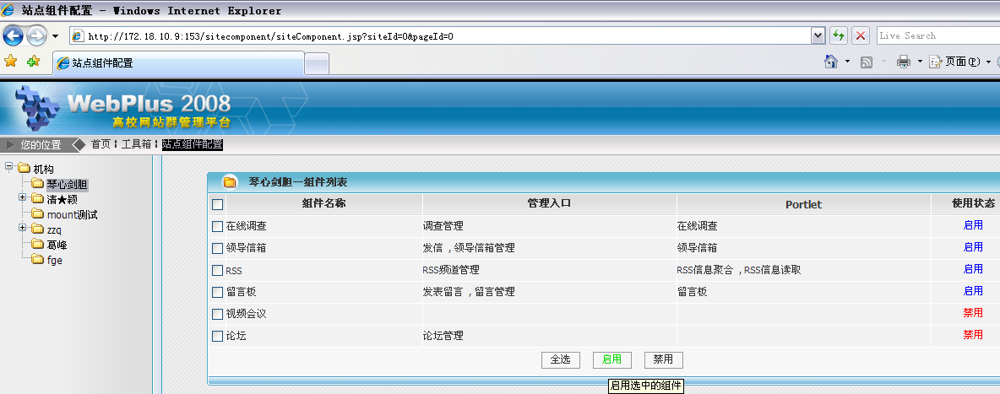 站点组件配置 - Windows Internet Explorer
http://172.18.10.9:153/sitecomponent/siteComponent.jsp?siteId=0&pageId=0
Live Search
站点组件配置
页面(P)
WebPlus 2008
高校网站群管理平台
您的位置 首页 工具箱 站点组件配置
机构
琴心剑胆
清★颖
mount测试
zzq
葛峰
fge
琴心剑胆—组件列表
组件名称 管理入口 Portlet 使用状态
在线调查 调查管理 在线调查 启用
领导信箱 发信 , 领导信箱管理 领导信箱 启用
RSS RSS频道管理 RSS信息聚合 , RSS信息读取 启用
留言板 发表留言 , 留言管理 留言板 启用
视频会议 禁用
论坛 论坛管理 禁用
全选 启用 禁用
启用选中的组件